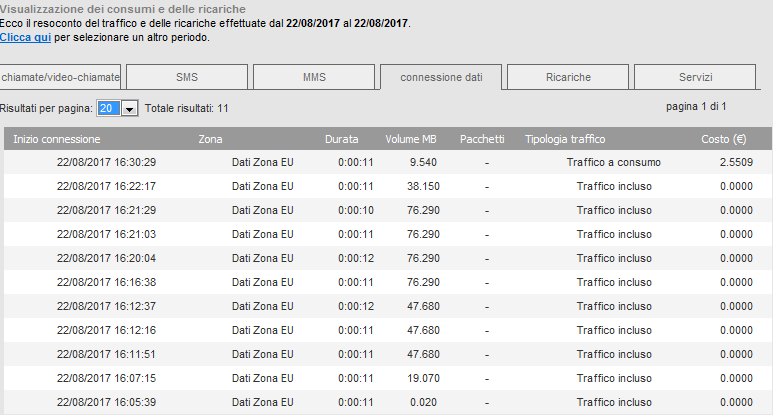 Visualizzazione dei consumi e delle ricariche
Ecco il resoconto del traffico e delle ricariche effettuate dal 22/08/2017 al 22/08/2017.
Clicca qui per selezionare un altro periodo.
chiamate/video-chiamate SMS MMS connessione dati Ricariche Servizi
Risultati per pagina: 20 Totale risultati: 11 pagina 1 di 1
Inizio connessione Zona Durata Volume MB Pacchetti Tipologia traffico Costo (€)
22/08/2017 16:30:29 Dati Zona EU 0:00:11 9.540 - Traffico a consumo 2.5509
22/08/2017 16:22:17 Dati Zona EU 0:00:11 38.150 - Traffico incluso 0.0000
22/08/2017 16:21:29 Dati Zona EU 0:00:10 76.290 - Traffico incluso 0.0000
22/08/2017 16:21:03 Dati Zona EU 0:00:11 76.290 - Traffico incluso 0.0000
22/08/2017 16:20:04 Dati Zona EU 0:00:12 76.290 - Traffico incluso 0.0000
22/08/2017 16:16:38 Dati Zona EU 0:00:11 76.290 - Traffico incluso 0.0000
22/08/2017 16:12:37 Dati Zona EU 0:00:12 47.680 - Traffico incluso 0.0000
22/08/2017 16:12:16 Dati Zona EU 0:00:11 47.680 - Traffico incluso 0.0000
22/08/2017 16:11:51 Dati Zona EU 0:00:11 47.680 - Traffico incluso 0.0000
22/08/2017 16:07:15 Dati Zona EU 0:00:11 19.070 - Traffico incluso 0.0000
22/08/2017 16:05:39 Dati Zona EU 0:00:11 0.020 - Traffico incluso 0.0000